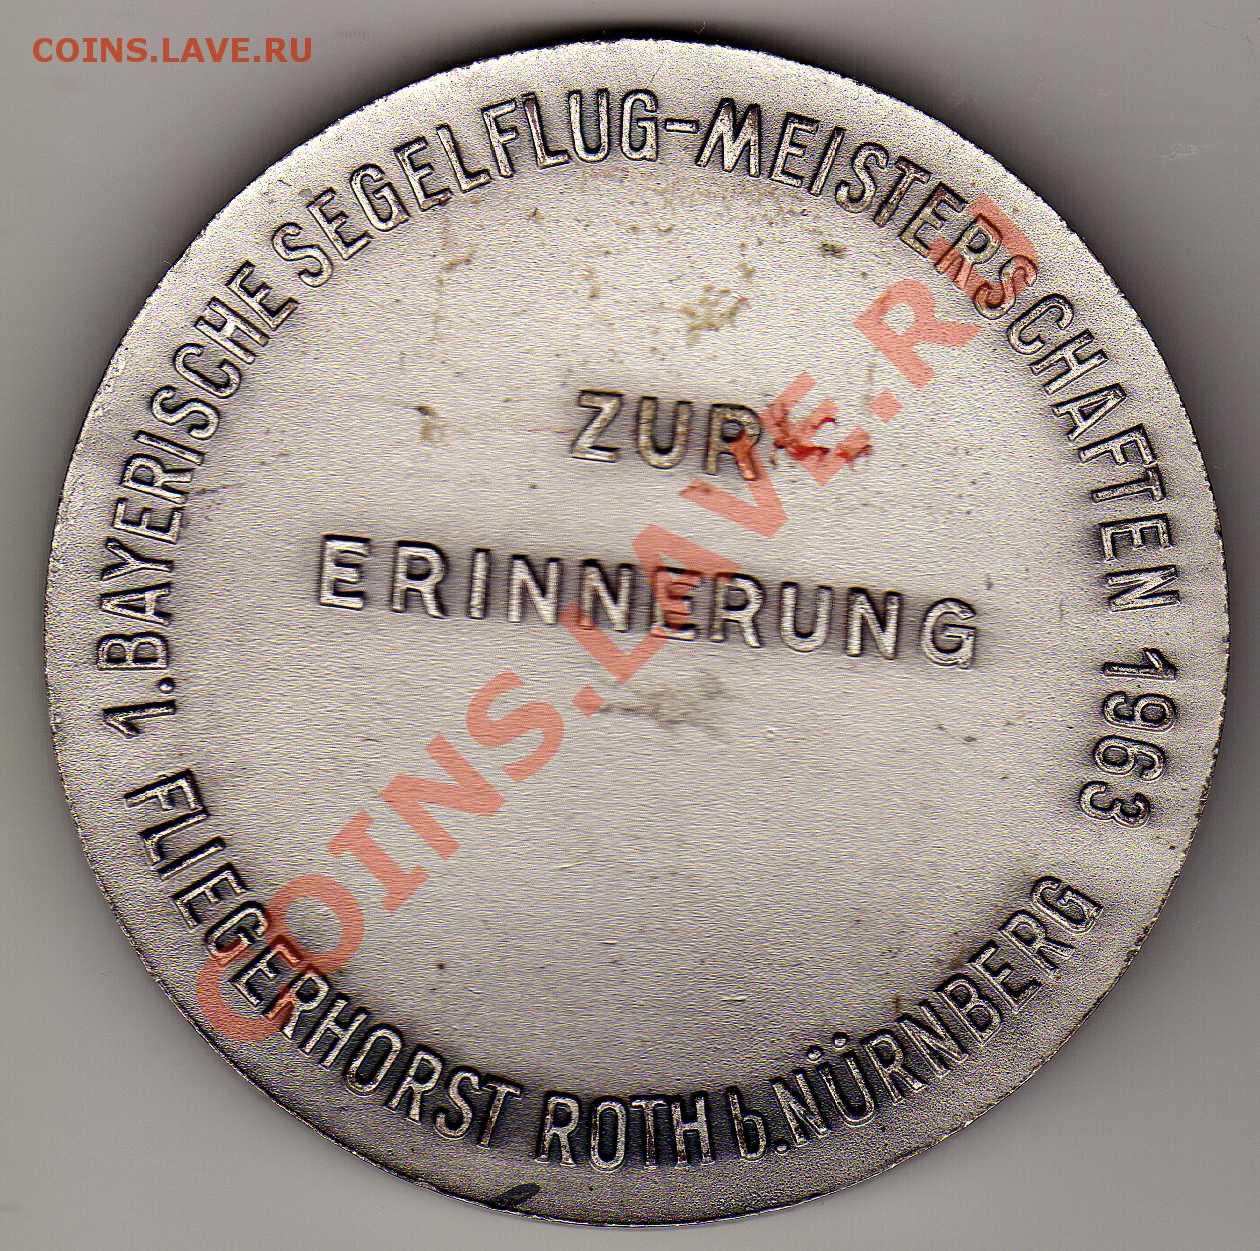 COINS.LAVE.RU
1. BAYERISCHE SEGELFLUG-MEISTERSCHAFTEN 1963
ZUR
ERINNERUNG
FLIEGERHORST ROTH b. NÜRNBERG
COINS.LAVE.RU